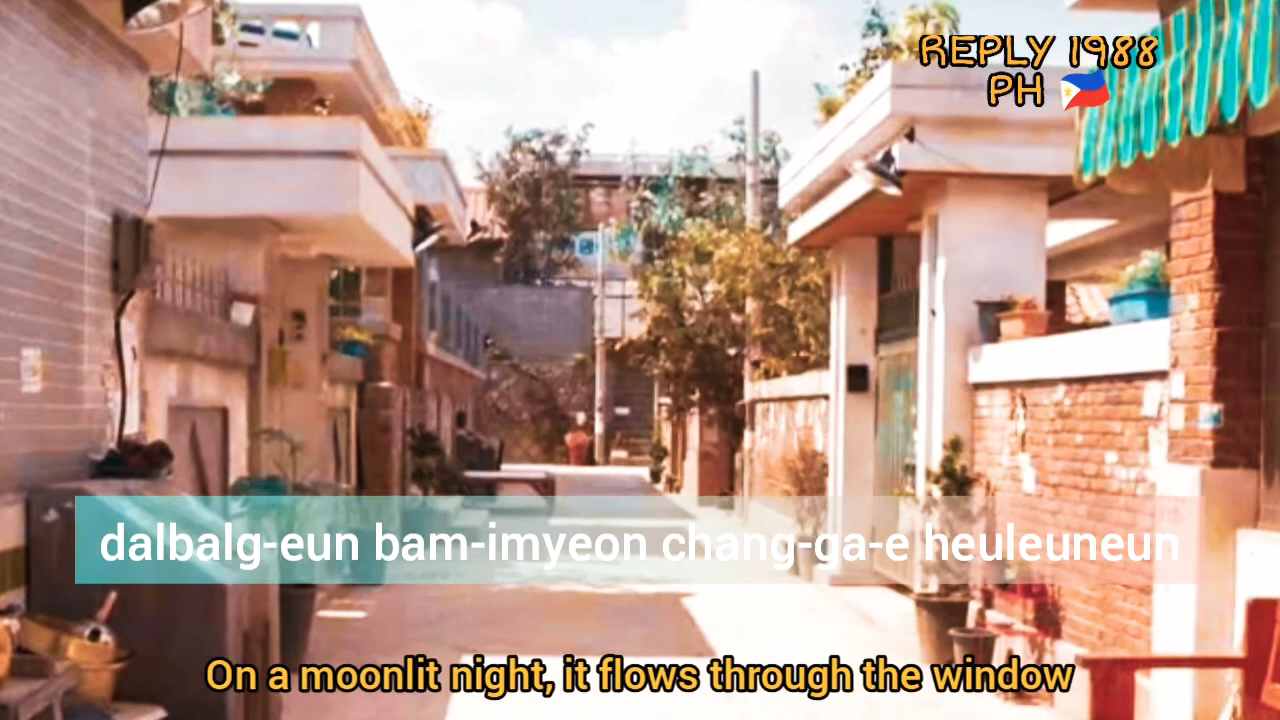 REPLY 1988
PH 🇵🇭
dalbalg-eun bam-imyeon chang-ga-e heuleuneun
On a moonlit night, it flows through the window